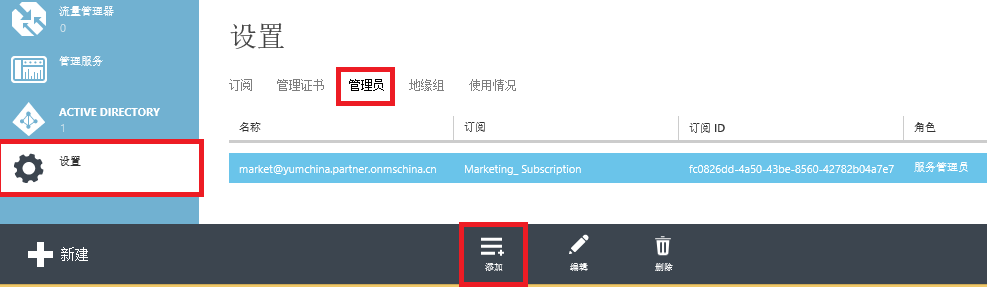 流量管理器
0
管理服务
ACTIVE DIRECTORY
1
设置
设置
订阅 管理证书 管理员 地缘组 使用情况
名称 订阅 订阅 ID 角色
market@yumchina.partner.onmschina.cn Marketing_ Subscription fc0826dd-4a50-43be-8560-42782b04a7e7 服务管理员
新建 添加 编辑 删除